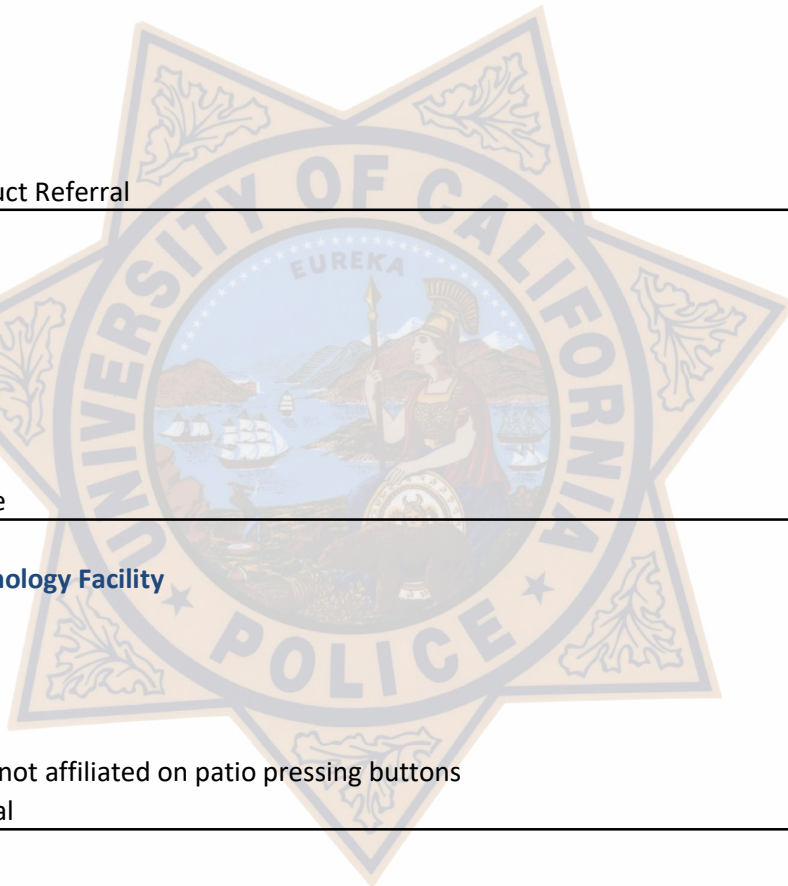 uct Referral
UNIVERSITY OF CALIFORNIA
EUREKA
e
nology Facility
POLICE
not affiliated on patio pressing buttons
al